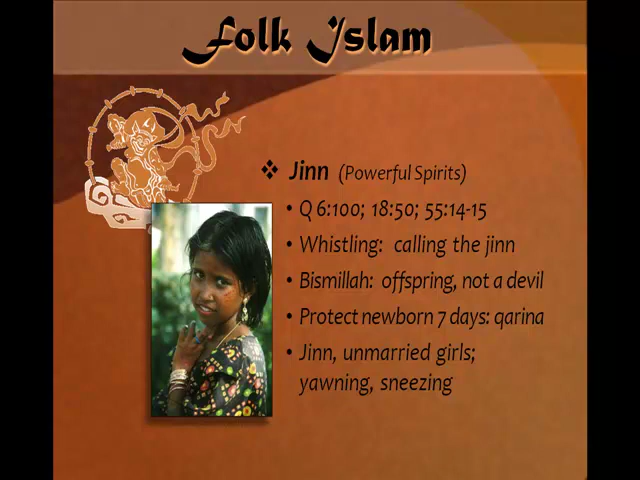 Folk Islam
❖ Jinn (Powerful Spirits)
• Q 6:100; 18:50; 55:14-15
• Whistling: calling the jinn
• Bismillah: offspring, not a devil
• Protect newborn 7 days: qarina
• Jinn, unmarried girls;
yawning, sneezing